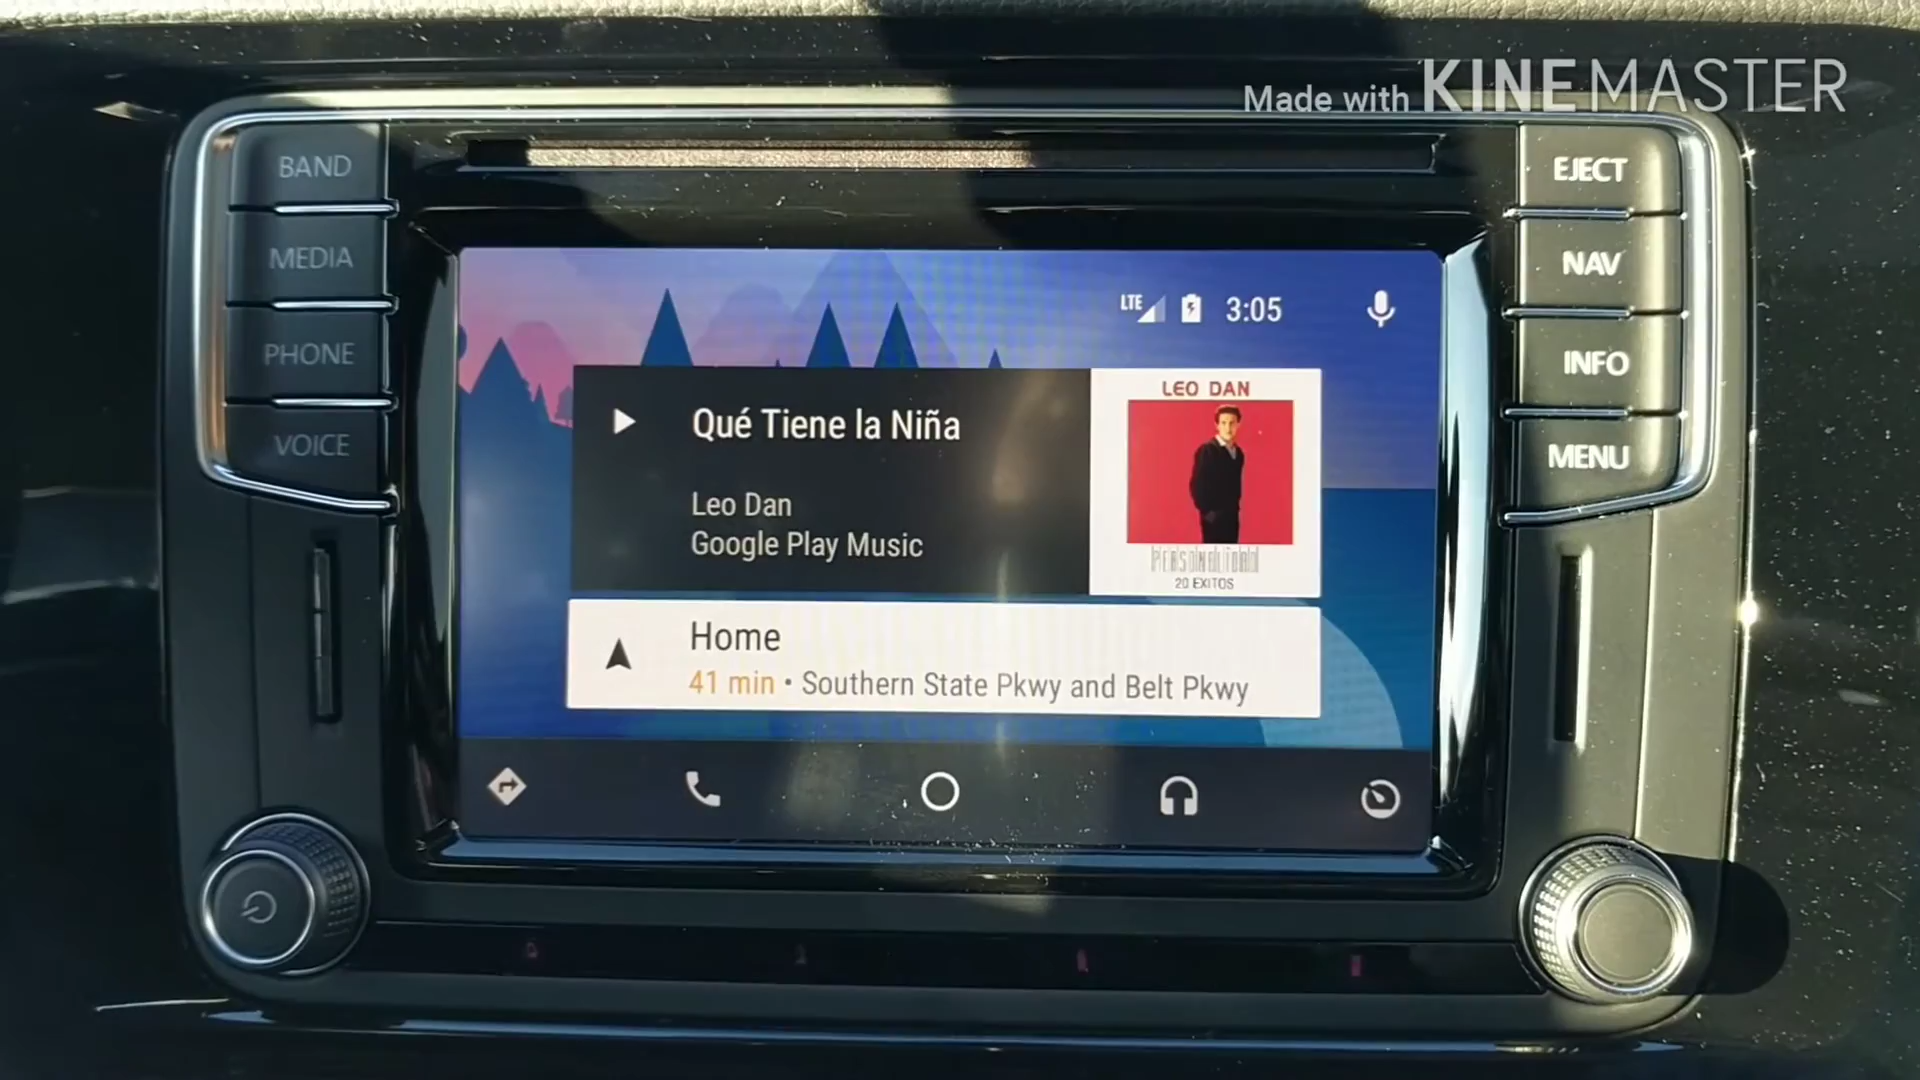 Made with KINEMASTER
BAND
MEDIA
PHONE
VOICE
EJECT
NAV
INFO
MENU
LTE 3:05
Qué Tiene la Niña
Leo Dan
Google Play Music
LEO DAN
PERSONALIDAD
20 EXITOS
Home
41 min • Southern State Pkwy and Belt Pkwy